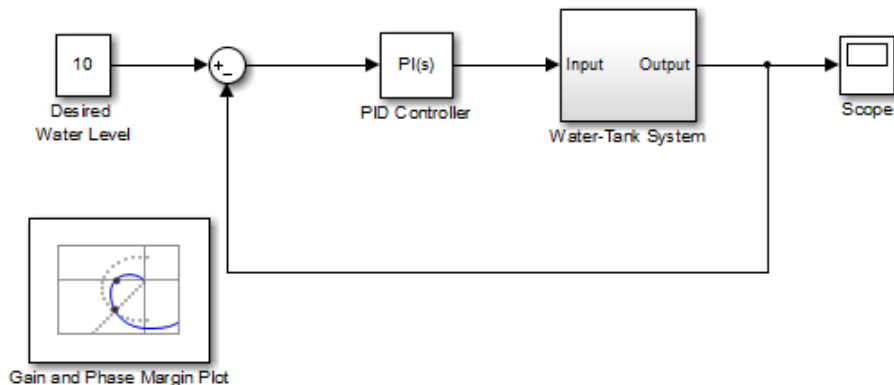 10
Desired
Water Level
+
-
PI(s)
PID Controller
Input Output
Water-Tank System
Scope
Gain and Phase Margin Plot